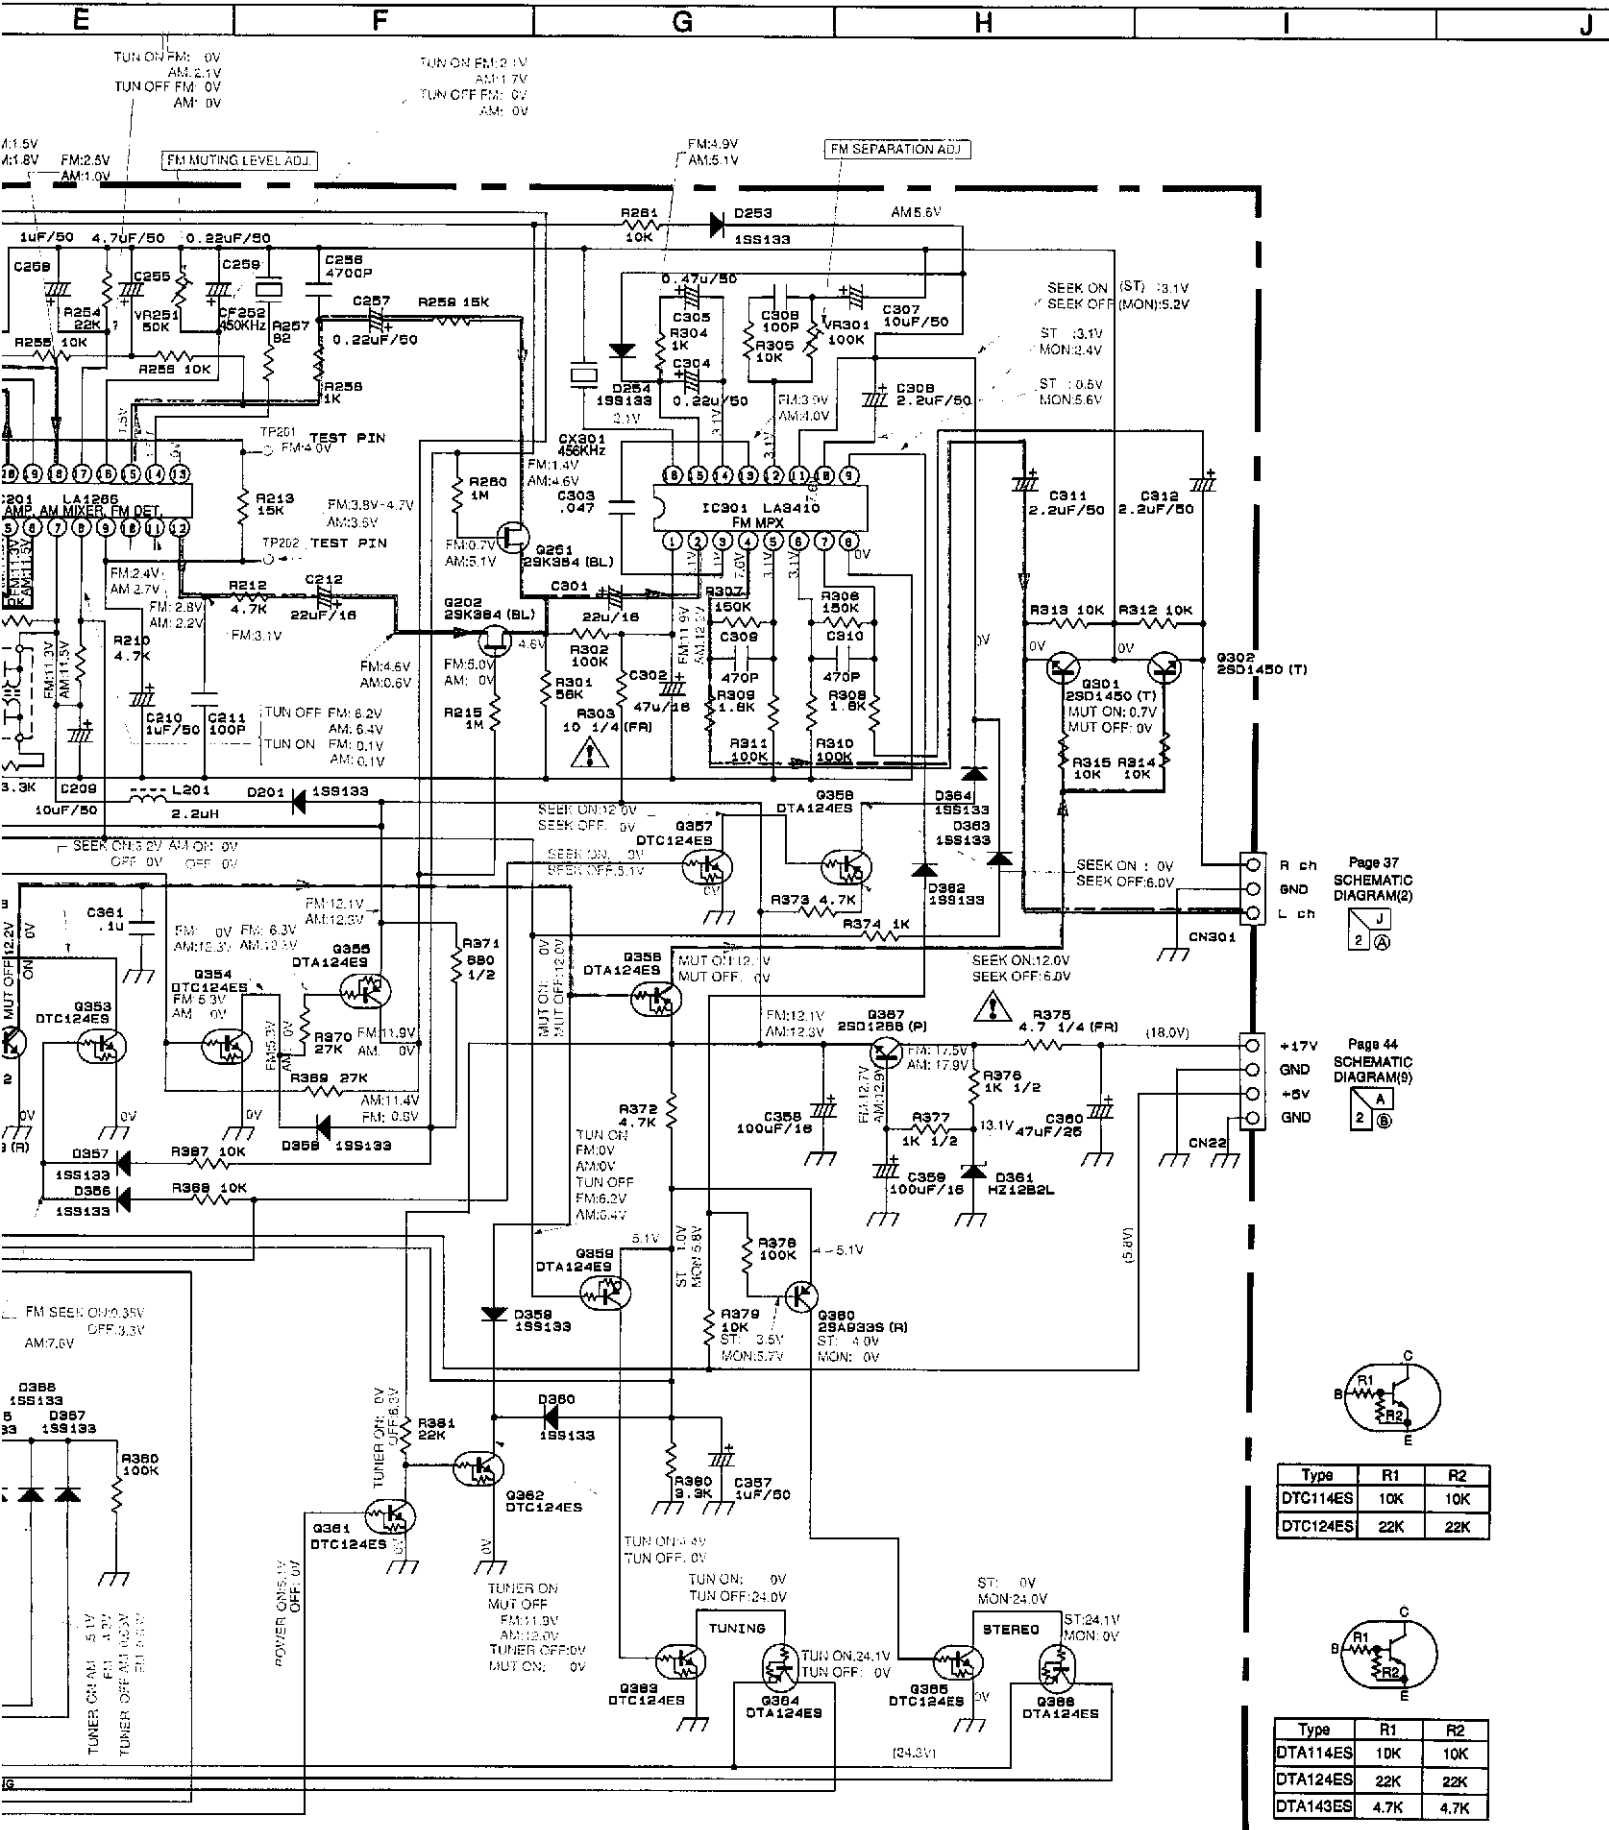 E F G H I J
TUN ON FM: 0V
AM: 2.1V
TUN OFF FM: 0V
AM: 0V
TUN ON FM: 2.1V
AM: 1.7V
TUN OFF FM: 0V
AM: 0V
FM:2.5V
AM:1.0V
FM MUTING LEVEL ADJ.
FM:4.9V
AM:5.1V
FM SEPARATION ADJ
R261
10K
D253
1SS133
AM5.6V
1uF/50 4.7uF/50 0.22uF/50
C258
C255
C259
C256
4700P
R254
22K
VR251
50K
CF252
450KHz
R257
82
C257
0.22uF/50
R259 15K
R255 10K
R256 10K
R258
1K
0.47u/50
C305
R304
1K
C304
0.22u/50
D254
1SS133
C306
100P
R305
10K
VR301
100K
C307
10uF/50
C308
2.2uF/50
SEEK ON (ST) :3.1V
SEEK OFF (MON):5.2V
ST :3.1V
MON:2.4V
ST : 0.5V
MON:5.6V
FM:3.9V
AM:4.0V
TP201
TEST PIN
FM:4.0V
CX301
456KHz
FM:1.4V
AM:4.6V
C303
.047
R260
1M
LA1266
AMP, AM MIXER, FM DET.
R213
15K
FM:3.8V-4.7V
AM:3.6V
IC301 LA3410
FM MPX
C311
2.2uF/50
C312
2.2uF/50
TP202 TEST PIN
FM:0.7V
AM:5.1V
Q251
2SK364 (BL)
FM:2.4V
AM 2.7V
FM: 2.8V
AM: 2.2V
R212
4.7K
C212
22uF/16
FM:3.1V
Q202
2SK364 (BL)
4.6V
C301
22u/16
R307
150K
R306
150K
C309
470P
C310
470P
R313 10K R312 10K
R210
4.7K
FM:4.6V
AM:0.6V
FM:5.0V
AM: 0V
R302
100K
R301
56K
C302
47u/16
R303
10 1/4 (FR)
R309
1.8K
R308
1.8K
R311
100K
R310
100K
Q301
2SD1450 (T)
MUT ON: 0.7V
MUT OFF: 0V
Q302
2SD1450 (T)
R315
10K
R314
10K
C210
1uF/50
C211
100P
TUN OFF FM: 6.2V
AM: 6.4V
TUN ON FM: 0.1V
AM: 0.1V
R215
1M
3.3K
C209
10uF/50
L201
2.2uH
D201 1SS133
SEEK ON:12.0V
SEEK OFF: 0V
SEEK ON: 0V
SEEK OFF:5.1V
Q357
DTC124ES
Q358
DTA124ES
D364
1SS133
D363
1SS133
D362
1SS133
SEEK ON : 0V
SEEK OFF:6.0V
R ch
GND
L ch
CN301
Page 37
SCHEMATIC
DIAGRAM(2)
J
2 A
R373 4.7K
R374 1K
SEEK ON:12.0V
SEEK OFF:6.0V
C361
.1u
FM:12.1V
AM:12.3V
Q355
DTA124ES
R371
680
1/2
Q354
DTC124ES
FM: 5.3V
AM 0V
Q353
DTC124ES
R370
27K
FM:11.9V
AM: 0V
R369 27K
AM:11.4V
FM: 0.9V
D358 1SS133
D357
1SS133
R367 10K
D356
1SS133
R368 10K
Q356
DTA124ES
MUT ON:12.1V
MUT OFF: 0V
FM:12.1V
AM:12.3V
Q367
2SD1266 (P)
FM: 17.5V
AM: 17.9V
R375
4.7 1/4 (FR)
(18.0V)
R376
1K 1/2
R377
1K 1/2
13.1V
C360
47uF/25
C358
100uF/16
C359
100uF/16
D361
HZ12B2L
+17V
GND
+5V
GND
CN22
Page 44
SCHEMATIC
DIAGRAM(9)
A
2 B
(5.8V)
R372
4.7K
TUN ON
FM:0V
AM:0V
TUN OFF
FM:6.2V
AM:6.4V
5.1V
Q359
DTA124ES
R378
100K
5.1V
Q360
2SA933S (R)
ST: 4.0V
MON: 0V
R379
10K
ST: 3.5V
MON:5.7V
D359
1SS133
D360
1SS133
FM SEEK ON:0.35V
OFF:3.3V
AM:7.6V
D366
1SS133
D367
1SS133
R360
100K
R361
22K
Q362
DTC124ES
Q361
DTC124ES
R380
3.3K
C357
1uF/50
TUN OFF: 0V
TUN ON: 0V
TUN OFF:24.0V
TUNING
TUN ON:24.1V
TUN OFF: 0V
Q363
DTC124ES
Q364
DTA124ES
ST: 0V
MON:24.0V
STEREO
ST:24.1V
MON: 0V
Q365
DTC124ES
Q366
DTA124ES
(24.3V)
TUNER ON
MUT OFF
FM:11.9V
AM:12.0V
TUNER OFF:0V
MUT ON: 0V
POWER ON:5.1V
OFF: 0V
C
B R1 R2
E
Type R1 R2
DTC114ES 10K 10K
DTC124ES 22K 22K
C
B R1 R2
E
Type R1 R2
DTA114ES 10K 10K
DTA124ES 22K 22K
DTA143ES 4.7K 4.7K